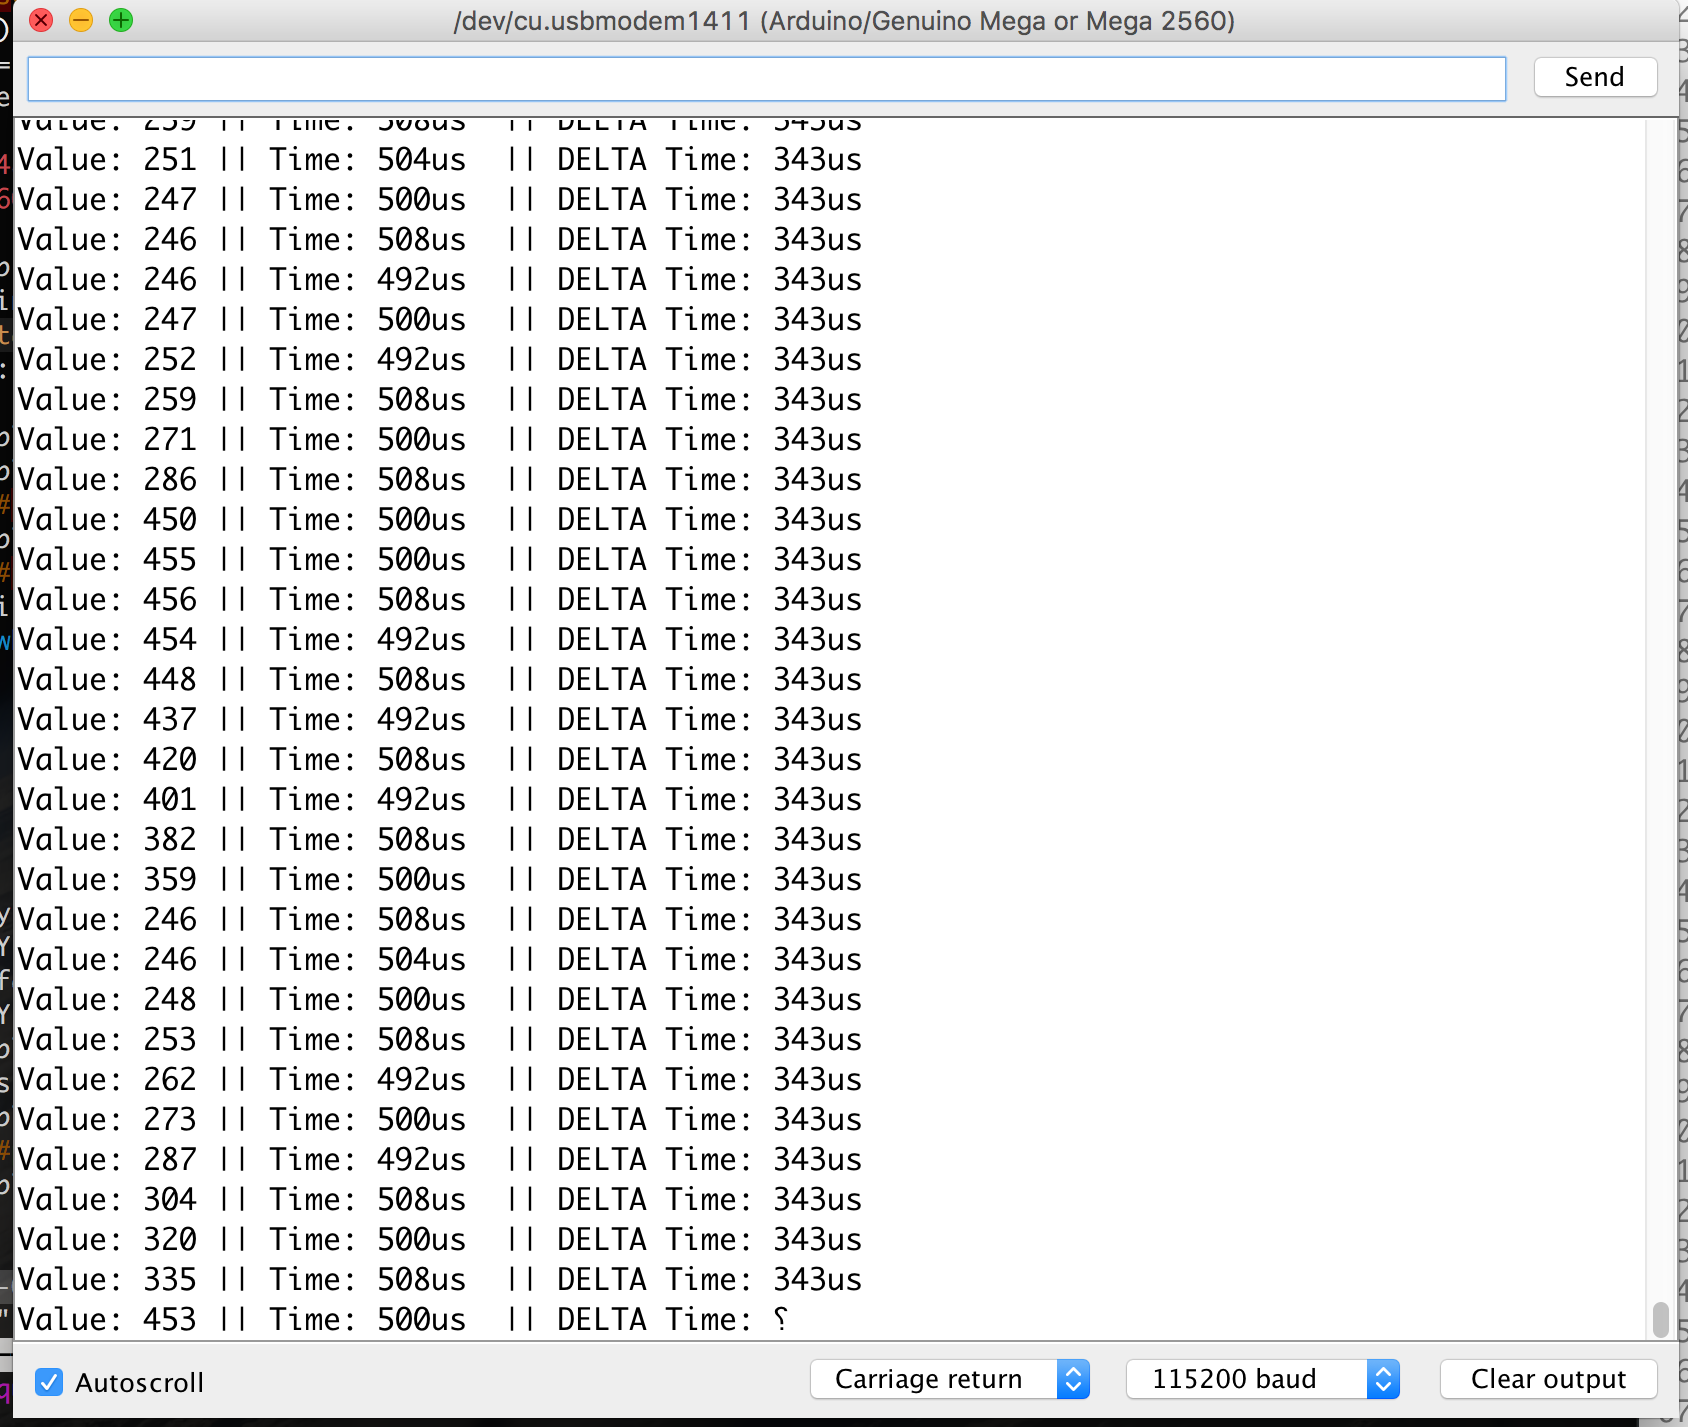 /dev/cu.usbmodem1411 (Arduino/Genuino Mega or Mega 2560)
Send
Value: 259 || Time: 508us  || DELTA Time: 343us
Value: 251 || Time: 504us  || DELTA Time: 343us
Value: 247 || Time: 500us  || DELTA Time: 343us
Value: 246 || Time: 508us  || DELTA Time: 343us
Value: 246 || Time: 492us  || DELTA Time: 343us
Value: 247 || Time: 500us  || DELTA Time: 343us
Value: 252 || Time: 492us  || DELTA Time: 343us
Value: 259 || Time: 508us  || DELTA Time: 343us
Value: 271 || Time: 500us  || DELTA Time: 343us
Value: 286 || Time: 508us  || DELTA Time: 343us
Value: 450 || Time: 500us  || DELTA Time: 343us
Value: 455 || Time: 500us  || DELTA Time: 343us
Value: 456 || Time: 508us  || DELTA Time: 343us
Value: 454 || Time: 492us  || DELTA Time: 343us
Value: 448 || Time: 508us  || DELTA Time: 343us
Value: 437 || Time: 492us  || DELTA Time: 343us
Value: 420 || Time: 508us  || DELTA Time: 343us
Value: 401 || Time: 492us  || DELTA Time: 343us
Value: 382 || Time: 508us  || DELTA Time: 343us
Value: 359 || Time: 500us  || DELTA Time: 343us
Value: 246 || Time: 508us  || DELTA Time: 343us
Value: 246 || Time: 504us  || DELTA Time: 343us
Value: 248 || Time: 500us  || DELTA Time: 343us
Value: 253 || Time: 508us  || DELTA Time: 343us
Value: 262 || Time: 492us  || DELTA Time: 343us
Value: 273 || Time: 500us  || DELTA Time: 343us
Value: 287 || Time: 492us  || DELTA Time: 343us
Value: 304 || Time: 508us  || DELTA Time: 343us
Value: 320 || Time: 500us  || DELTA Time: 343us
Value: 335 || Time: 508us  || DELTA Time: 343us
Value: 453 || Time: 500us  || DELTA Time: ⸮
Autoscroll
Carriage return
115200 baud
Clear output